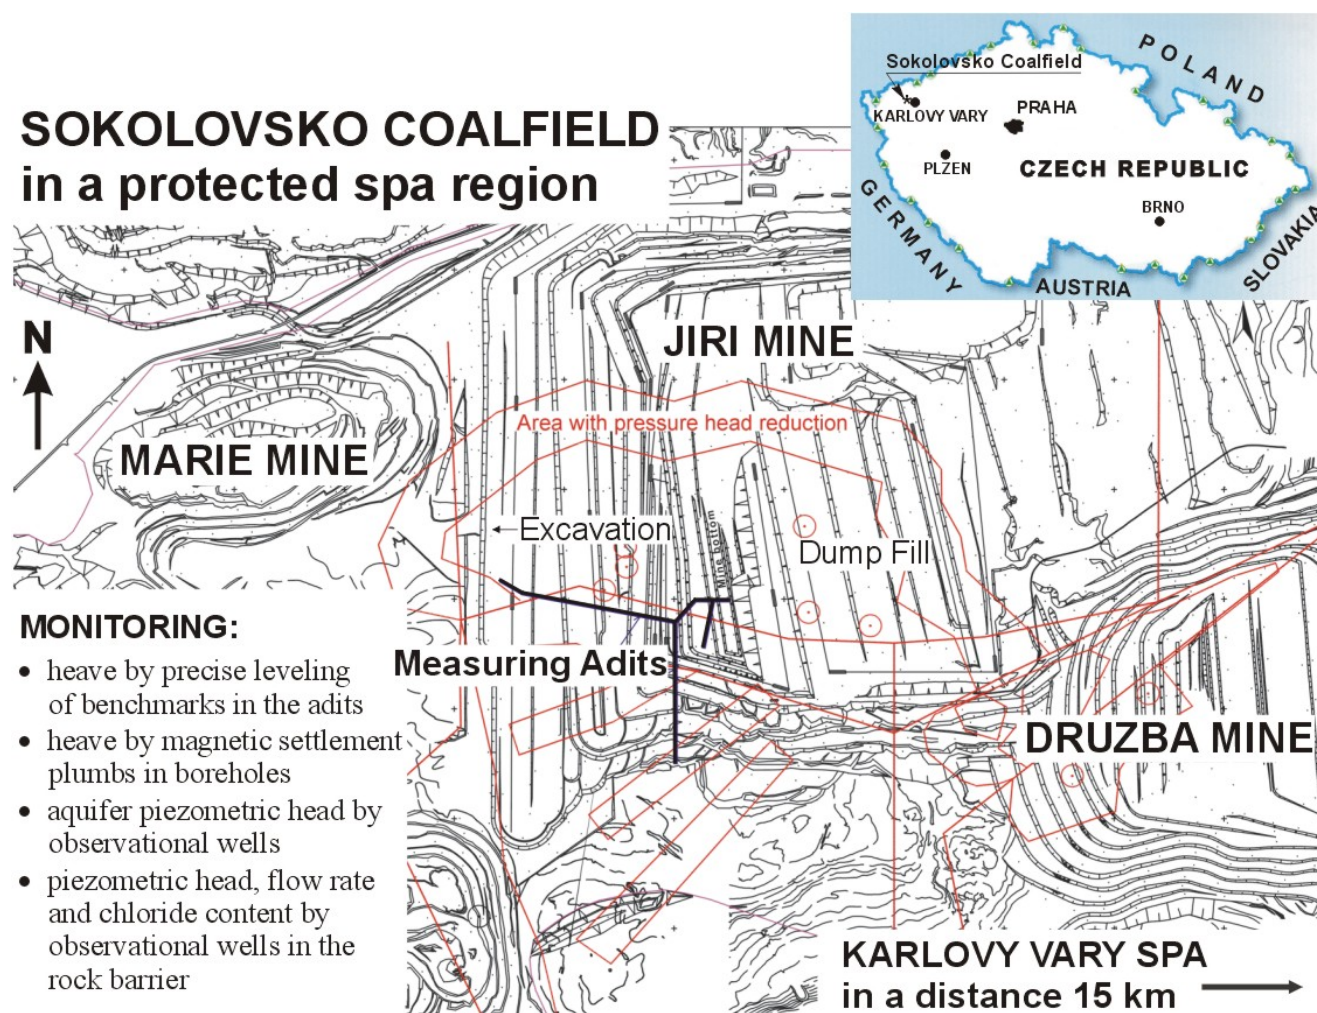 SOKOLOVSKO COALFIELD
in a protected spa region
POLAND
Sokolovsko Coalfield
KARLOVY VARY
PRAHA
PLZEN
CZECH REPUBLIC
BRNO
GERMANY
AUSTRIA
SLOVAKIA
N
JIRI MINE
MARIE MINE
Area with pressure head reduction
Excavation
Mine bottom
Dump Fill
Measuring Adits
DRUZBA MINE
MONITORING:
• heave by precise leveling
of benchmarks in the adits
• heave by magnetic settlement
plumbs in boreholes
• aquifer piezometric head by
observational wells
• piezometric head, flow rate
and chloride content by
observational wells in the
rock barrier
KARLOVY VARY SPA
in a distance 15 km